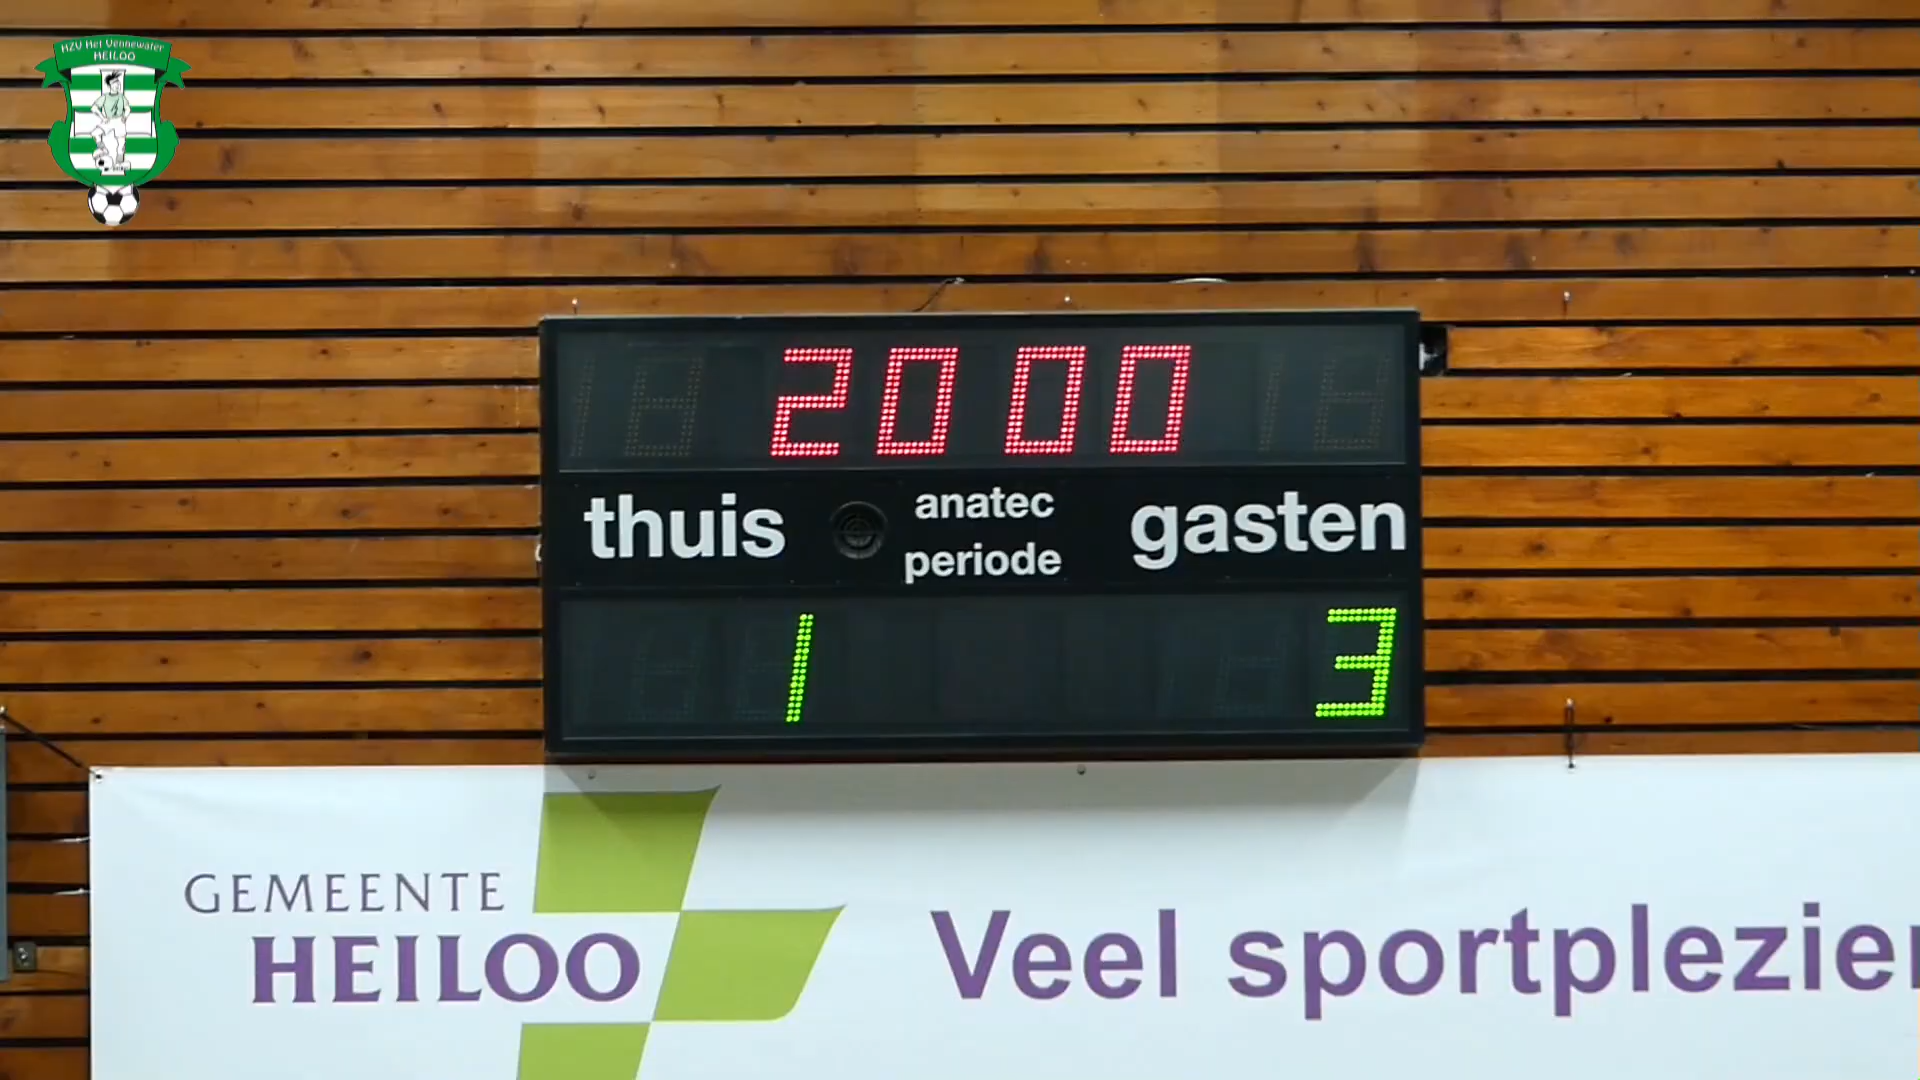 HZV Het Vennewater
HEILOO
20 00
thuis
anatec
gasten
periode
1
3
GEMEENTE
HEILOO
Veel sportplezier